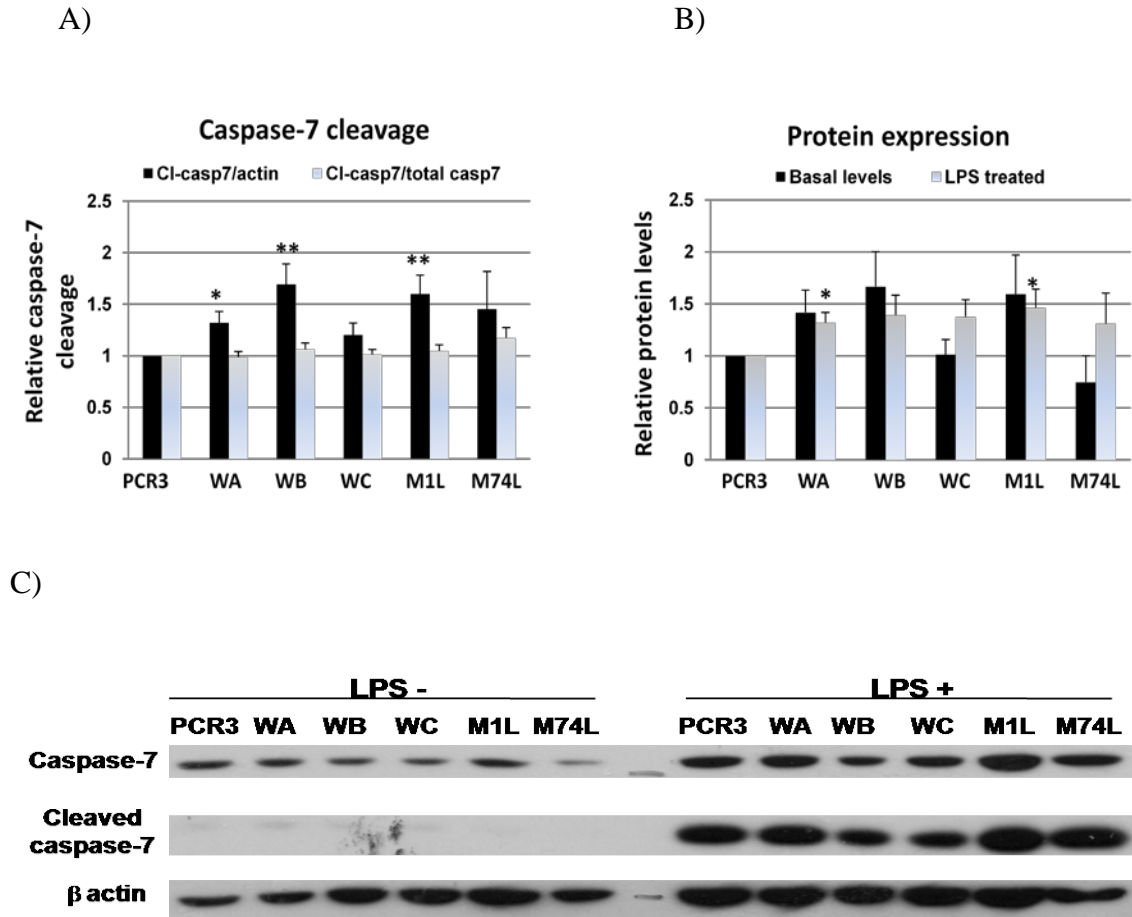 A)
B)
Caspase-7 cleavage
Cl-casp7/actin Cl-casp7/total casp7
Relative caspase-7
cleavage
2.5
2
1.5
1
0.5
0
* ** **
PCR3 WA WB WC M1L M74L
Protein expression
Basal levels LPS treated
Relative protein levels
2.5
2
1.5
1
0.5
0
* *
PCR3 WA WB WC M1L M74L
C)
LPS - LPS +
PCR3 WA WB WC M1L M74L PCR3 WA WB WC M1L M74L
Caspase-7
Cleaved
caspase-7
β actin